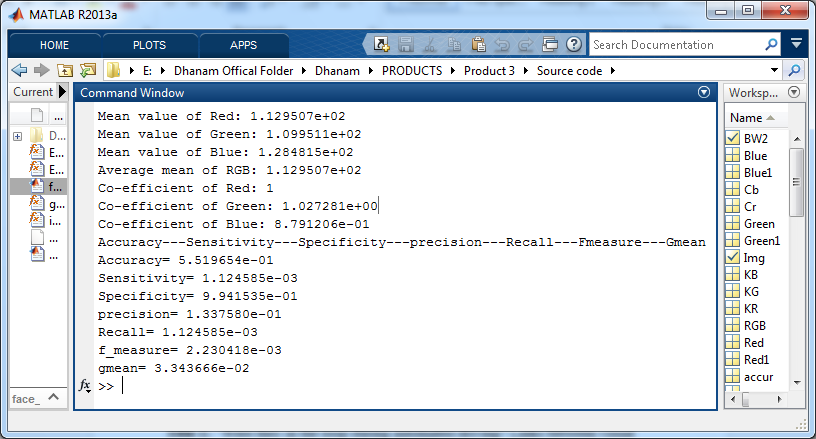 MATLAB R2013a
HOME PLOTS APPS
Search Documentation
E: Dhanam Offical Folder Dhanam PRODUCTS Product 3 Source code
Current
Command Window
Worksp...
...
D...
E...
E...
f...
g...
i...
...
...
face_
Mean value of Red: 1.129507e+02
Mean value of Green: 1.099511e+02
Mean value of Blue: 1.284815e+02
Average mean of RGB: 1.129507e+02
Co-efficient of Red: 1
Co-efficient of Green: 1.027281e+00
Co-efficient of Blue: 8.791206e-01
Accuracy---Sensitivity---Specificity---precision---Recall---Fmeasure---Gmean
Accuracy= 5.519654e-01
Sensitivity= 1.124585e-03
Specificity= 9.941535e-01
precision= 1.337580e-01
Recall= 1.124585e-03
f_measure= 2.230418e-03
gmean= 3.343666e-02
fx >>
Name
BW2
Blue
Blue1
Cb
Cr
Green
Green1
Img
KB
KG
KR
RGB
Red
Red1
accur